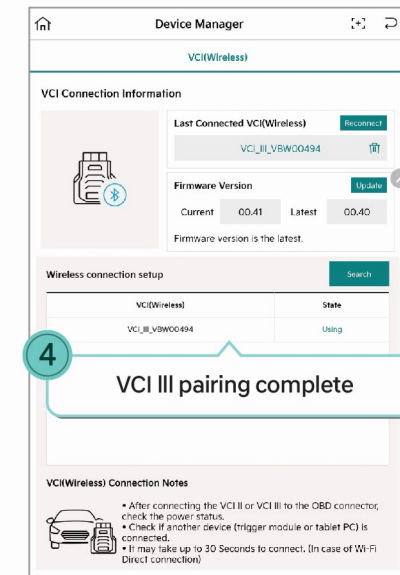 Device Manager
VCI(Wireless)
VCI Connection Information
Last Connected VCI(Wireless)
Reconnect
VCI_III_VBW00494
Firmware Version
Update
Current 00.41 Latest 00.40
Firmware version is the latest.
Wireless connection setup
Search
VCI(Wireless) State
VCI_III_VBW00494 Using
4
VCI III pairing complete
VCI(Wireless) Connection Notes
• After connecting the VCI II or VCI III to the OBD connector,
check the power status.
• Check if another device (trigger module or tablet PC) is
connected.
• It may take up to 30 Seconds to connect. (In case of Wi-Fi
Direct connection)